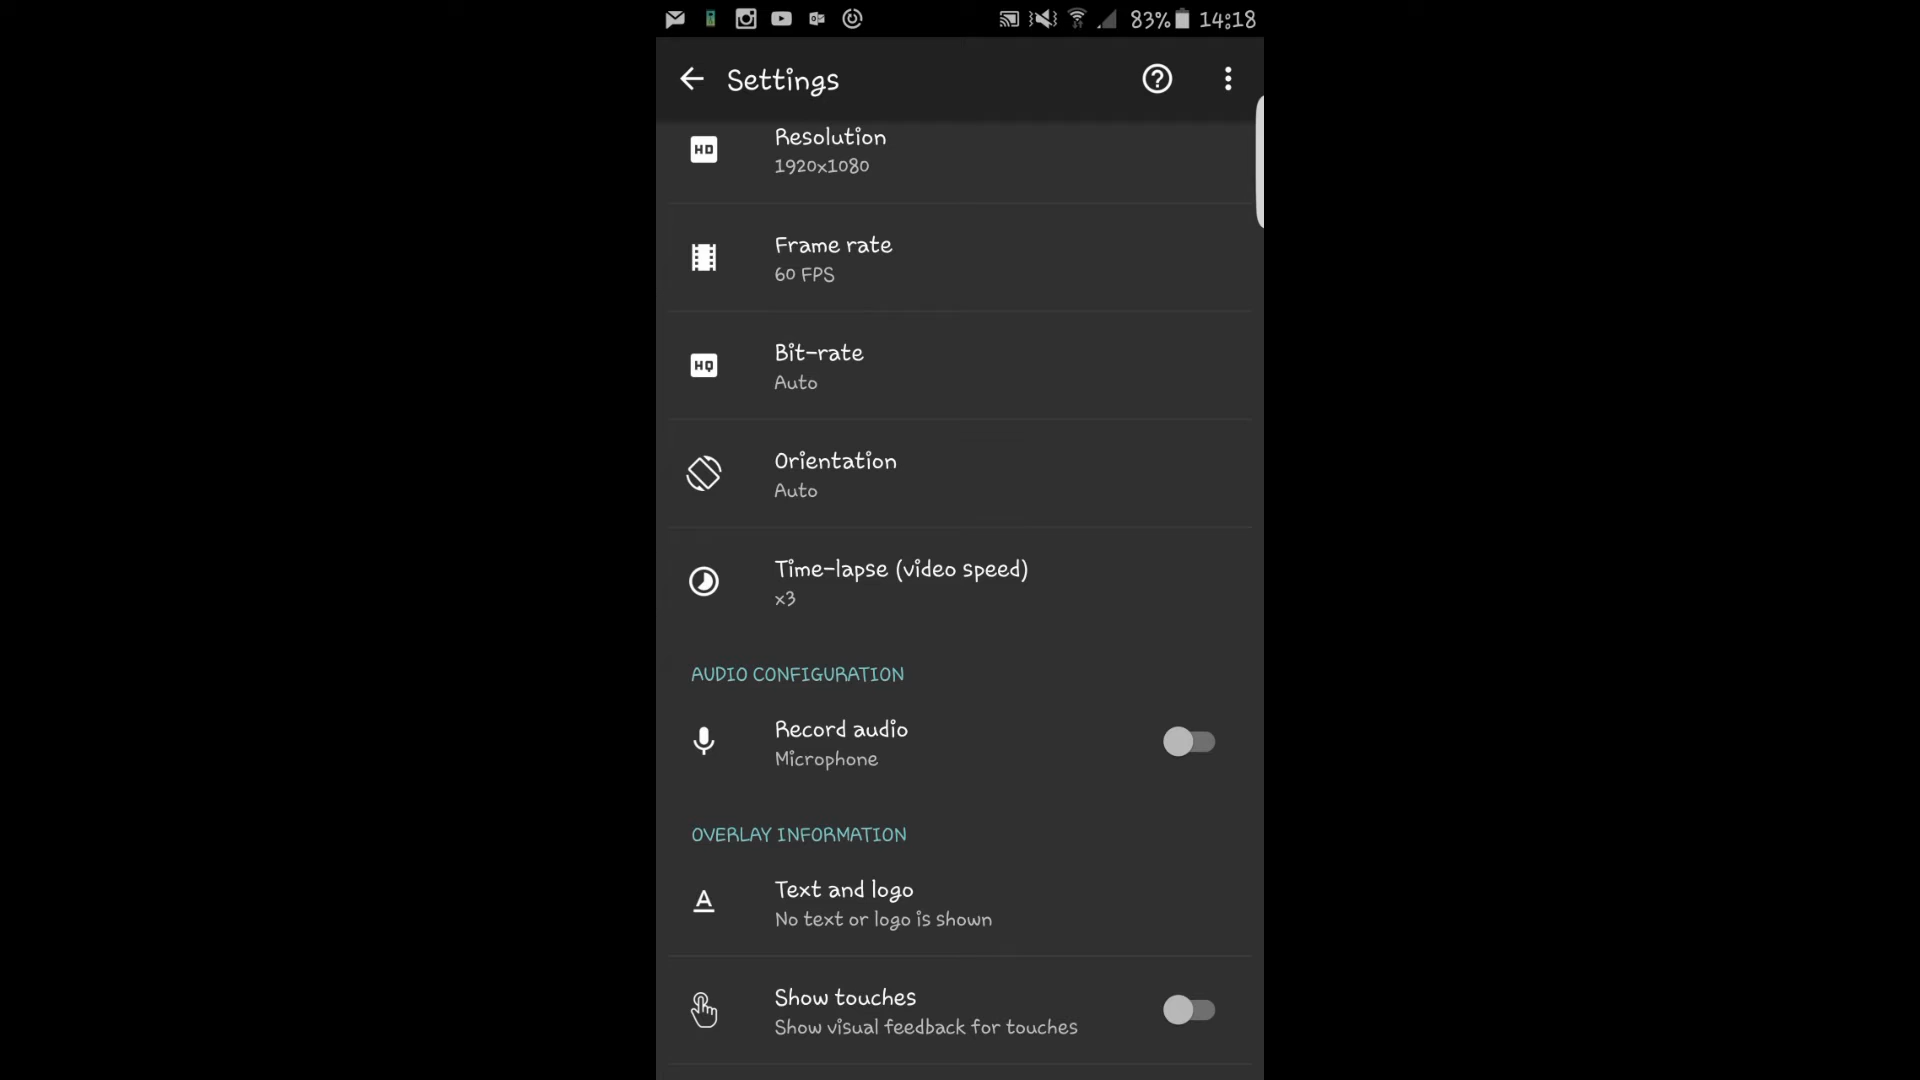 83% 14:18
Settings
HD
Resolution
1920x1080
Frame rate
60 FPS
HQ
Bit-rate
Auto
Orientation
Auto
Time-lapse (video speed)
x3
AUDIO CONFIGURATION
Record audio
Microphone
OVERLAY INFORMATION
A
Text and logo
No text or logo is shown
Show touches
Show visual feedback for touches